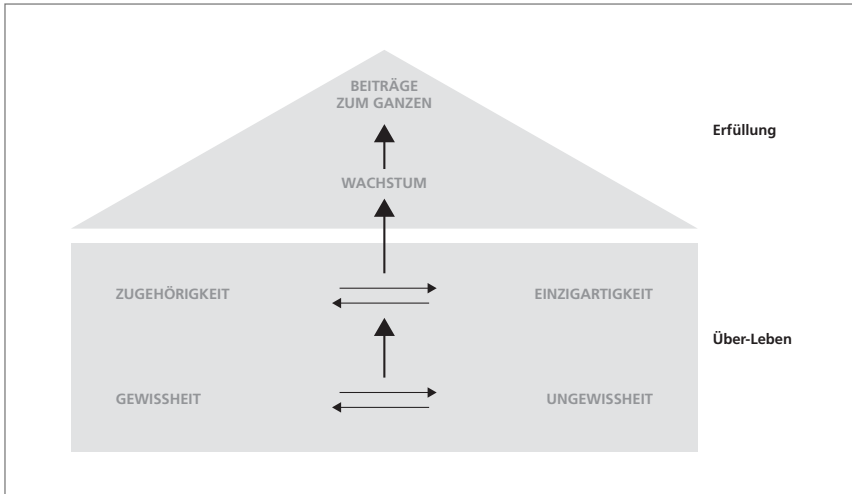 BEITRÄGE
ZUM GANZEN
Erfüllung
WACHSTUM
ZUGEHÖRIGKEIT
EINZIGARTIGKEIT
Über-Leben
GEWISSHEIT
UNGEWISSHEIT